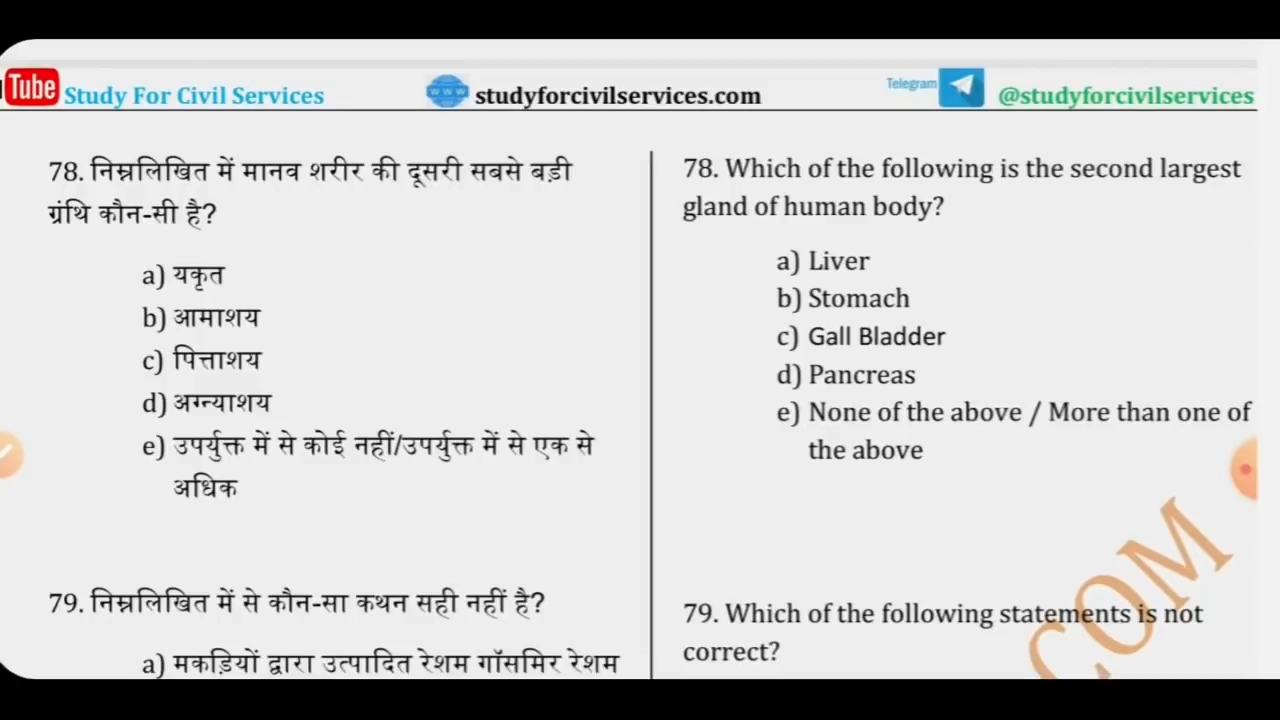 Tube Study For Civil Services
WWW studyforcivilservices.com
Telegram @studyforcivilservices
78. निम्नलिखित में मानव शरीर की दूसरी सबसे बड़ी
ग्रंथि कौन-सी है?
a) यकृत
b) आमाशय
c) पित्ताशय
d) अग्न्याशय
e) उपर्युक्त में से कोई नहीं/उपर्युक्त में से एक से
अधिक
79. निम्नलिखित में से कौन-सा कथन सही नहीं है?
a) मकड़ियों द्वारा उत्पादित रेशम गॉसमिर रेशम
78. Which of the following is the second largest
gland of human body?
a) Liver
b) Stomach
c) Gall Bladder
d) Pancreas
e) None of the above / More than one of
the above
79. Which of the following statements is not
correct?
COM